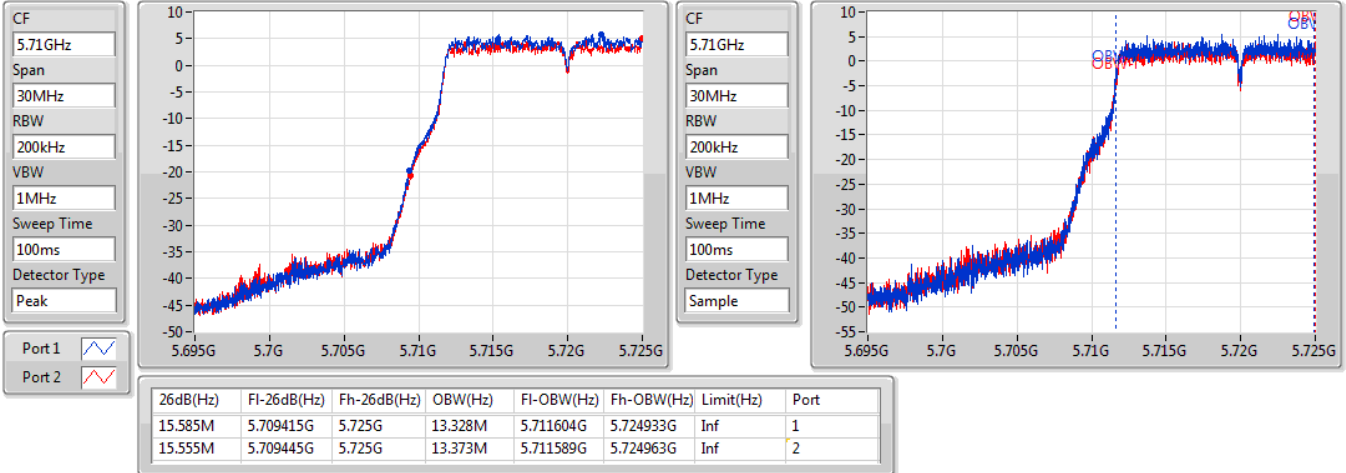 CF
5.71GHz
Span
30MHz
RBW
200kHz
VBW
1MHz
Sweep Time
100ms
Detector Type
Peak
Port 1
Port 2
10
5
0
-5
-10
-15
-20
-25
-30
-35
-40
-45
-50
5.695G 5.7G 5.705G 5.71G 5.715G 5.72G 5.725G
CF
5.71GHz
Span
30MHz
RBW
200kHz
VBW
1MHz
Sweep Time
100ms
Detector Type
Sample
10
5
0
-5
-10
-15
-20
-25
-30
-35
-40
-45
-50
-55
5.695G 5.7G 5.705G 5.71G 5.715G 5.72G 5.725G
26dB(Hz) Fl-26dB(Hz) Fh-26dB(Hz) OBW(Hz) Fl-OBW(Hz) Fh-OBW(Hz) Limit(Hz) Port
15.585M 5.709415G 5.725G 13.328M 5.711604G 5.724933G Inf 1
15.555M 5.709445G 5.725G 13.373M 5.711589G 5.724963G Inf 2